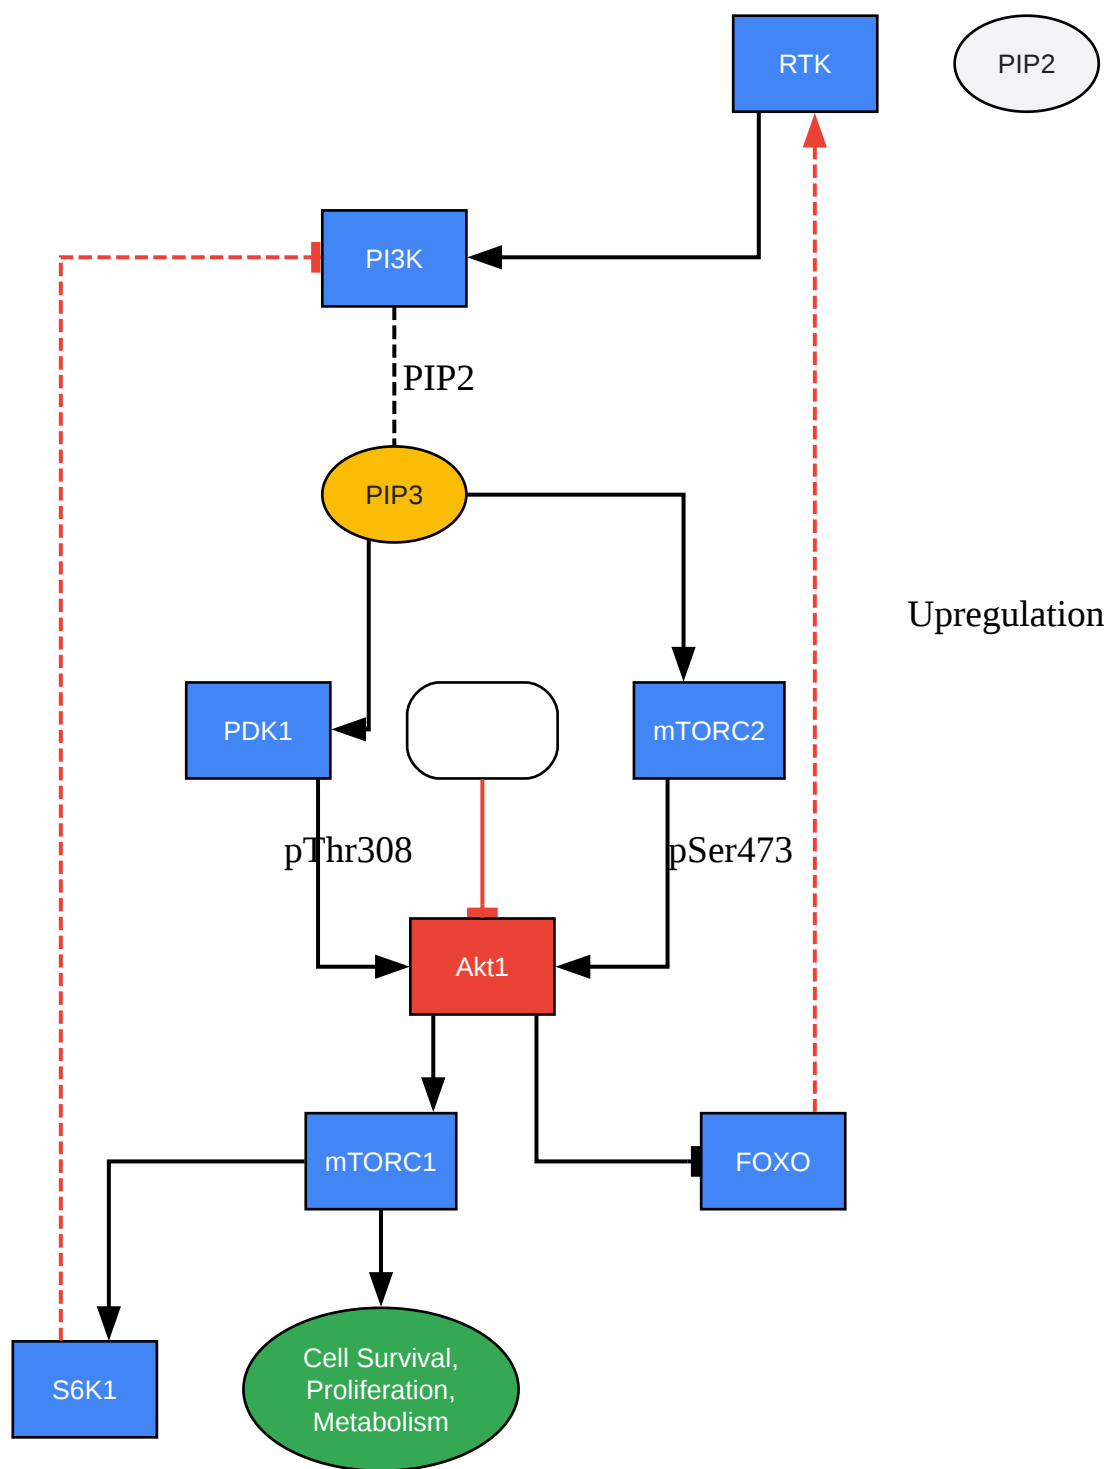 RTK
PIP2
PI3K
PIP2
PIP3
Upregulation
PDK1
mTORC2
pThr308
pSer473
Akt1
mTORC1
FOXO
Cell Survival,
Proliferation,
Metabolism
S6K1